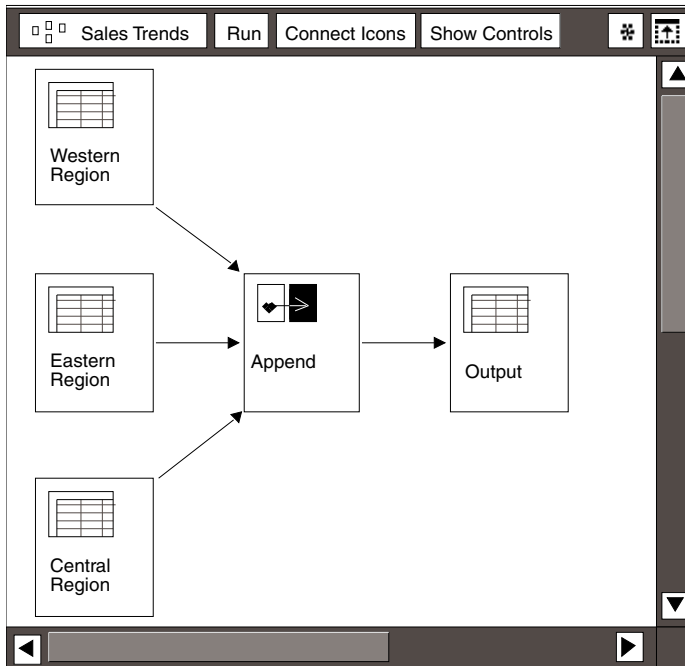 Sales Trends Run Connect Icons Show Controls
Western
Region
Eastern
Region
Append
Output
Central
Region